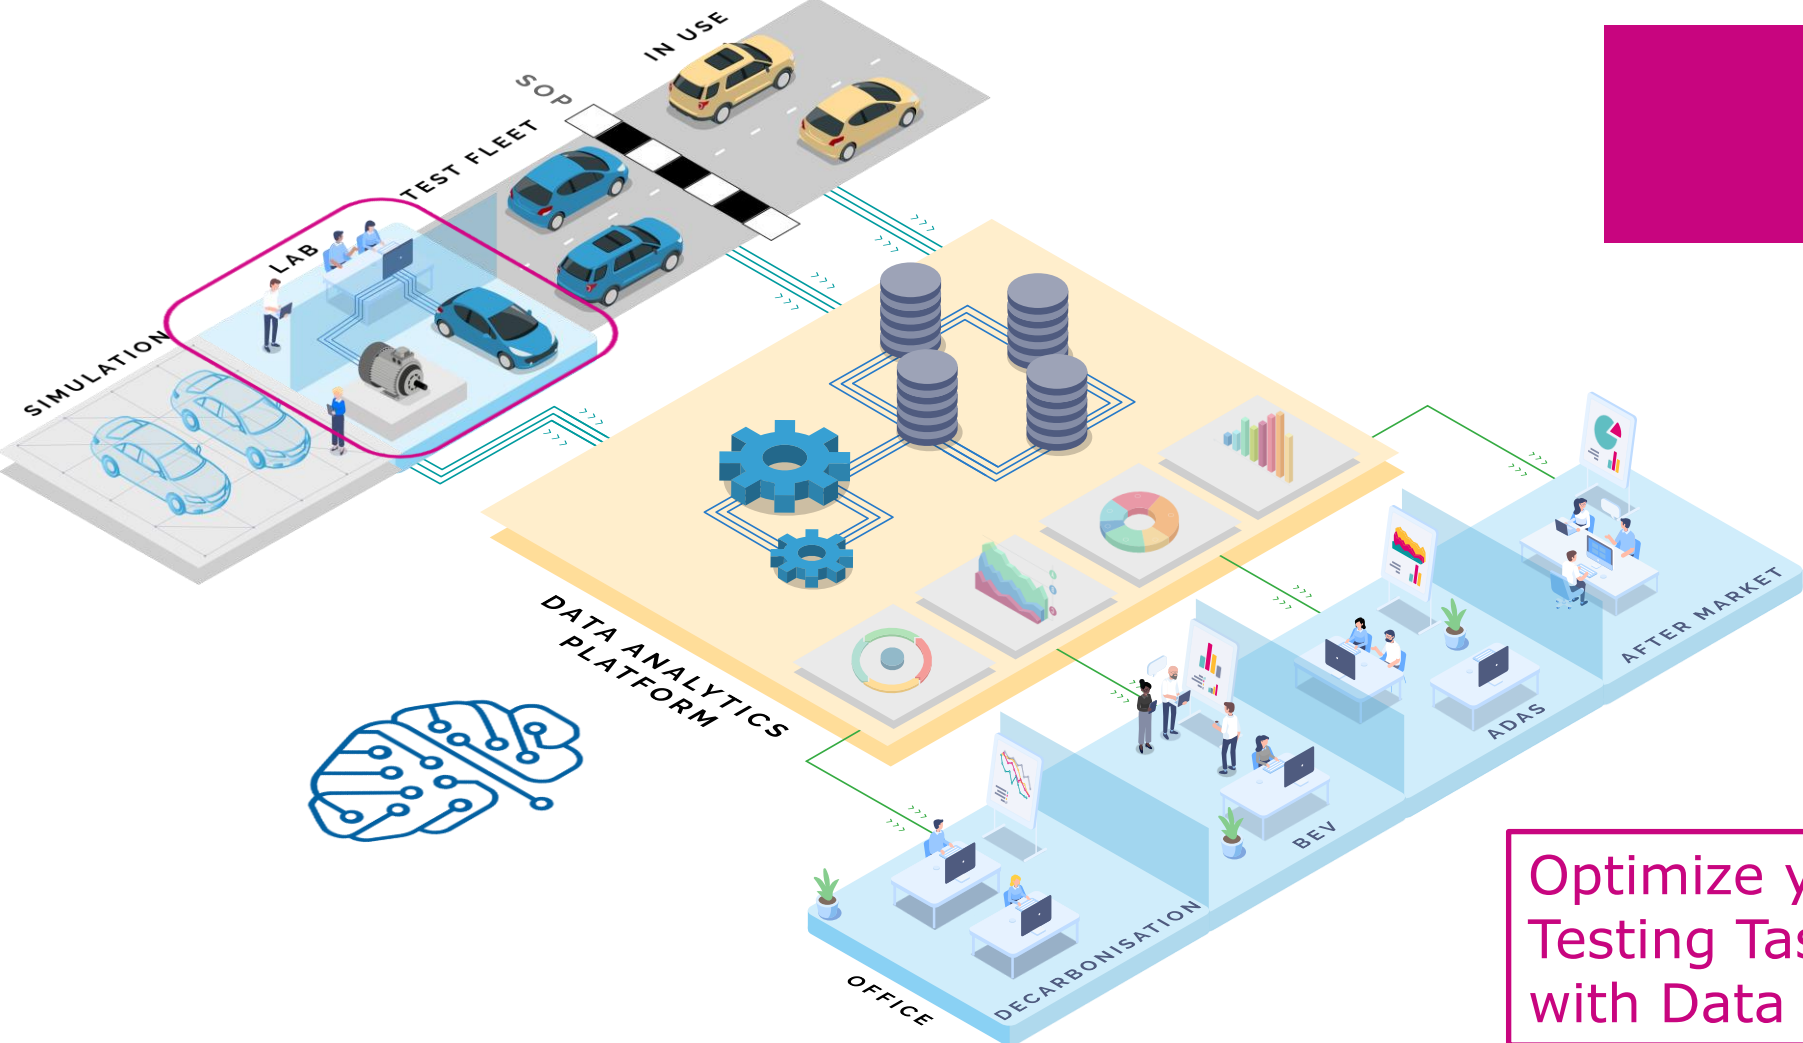 IN USE
SOP
TEST FLEET
LAB
SIMULATION
DATA ANALYTICS
PLATFORM
AFTER MARKET
ADAS
BEV
DECARBONISATION
OFFICE
Optimize y
Testing Tas
with Data